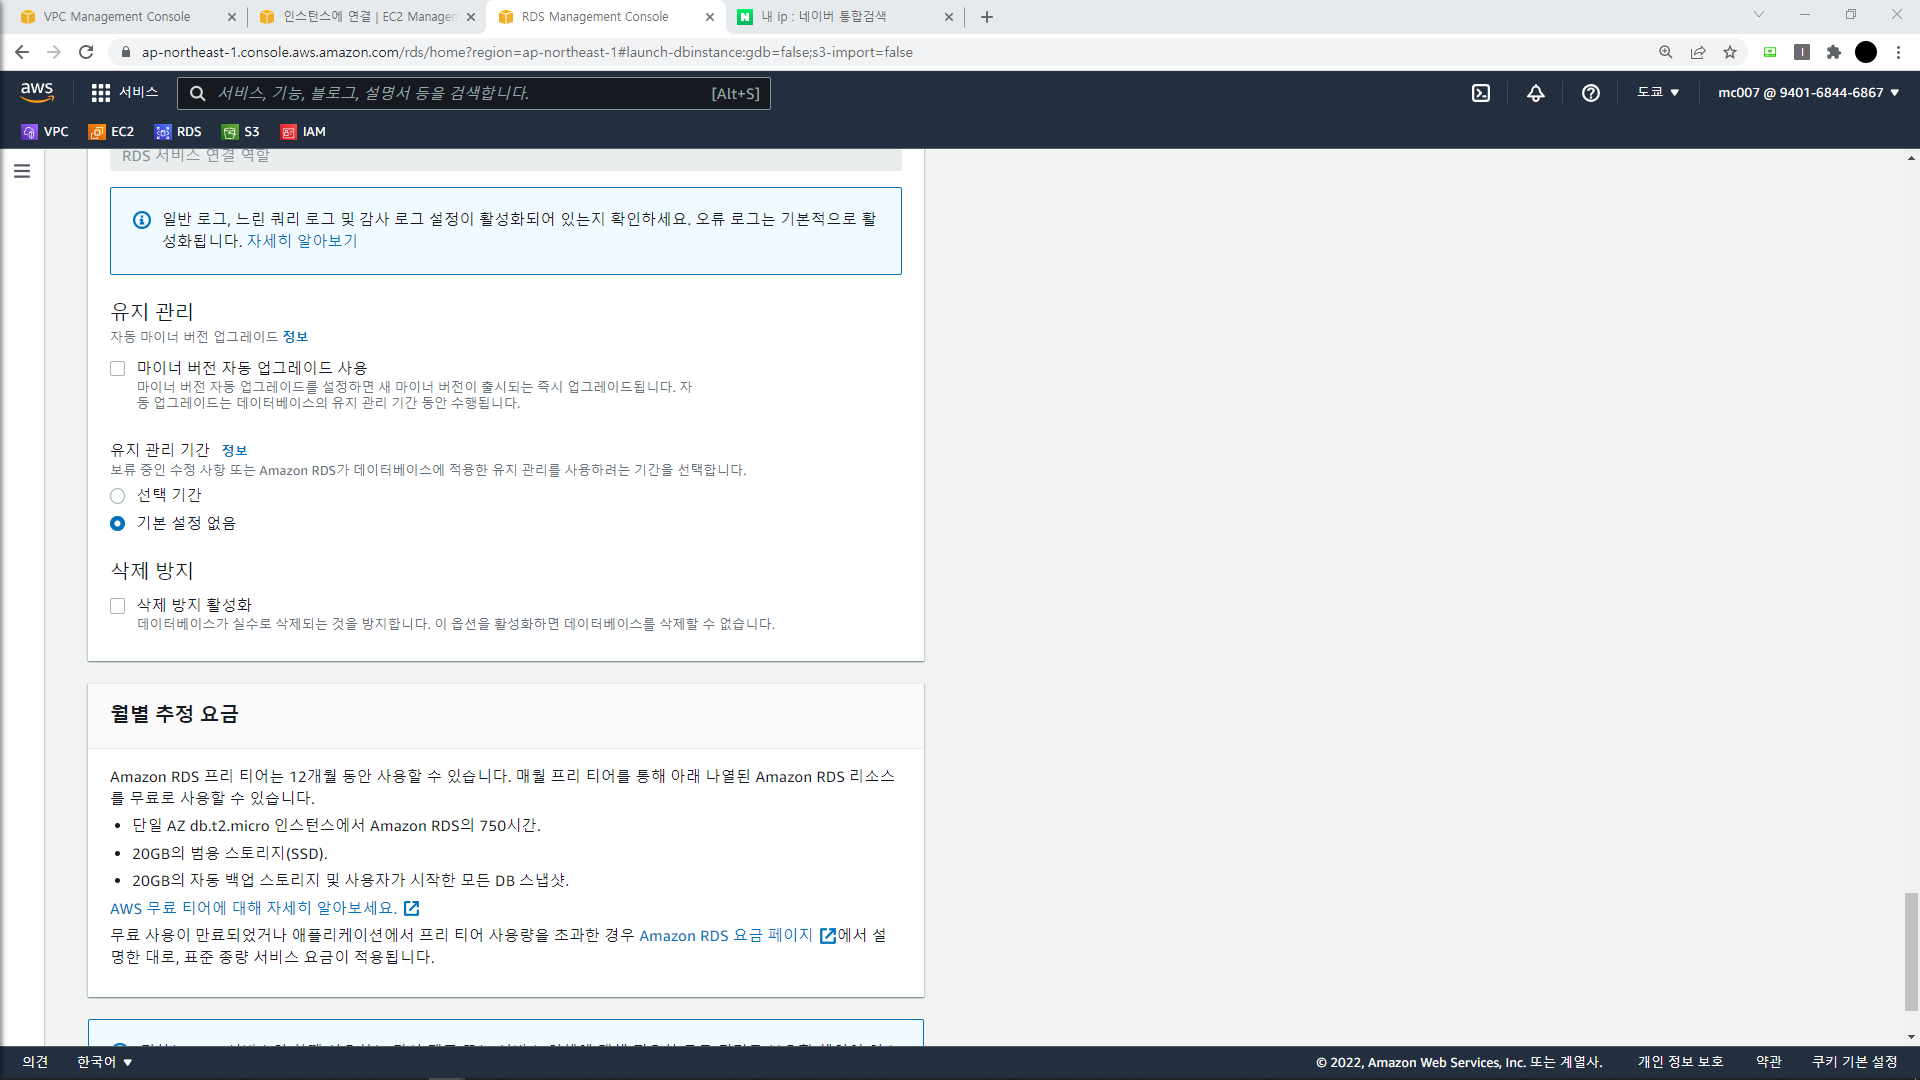 VPC Management Console
인스턴스에 연결 | EC2 Managen
RDS Management Console
내 ip : 네이버 통합검색
ap-northeast-1.console.aws.amazon.com/rds/home?region=ap-northeast-1#launch-dbinstance:gdb=false;s3-import=false
aws
서비스
서비스, 기능, 블로그, 설명서 등을 검색합니다.
[Alt+S]
도쿄
mc007 @ 9401-6844-6867
VPC
EC2
RDS
S3
IAM
RDS 서비스 연결 역할
일반 로그, 느린 쿼리 로그 및 감사 로그 설정이 활성화되어 있는지 확인하세요. 오류 로그는 기본적으로 활
성화됩니다. 자세히 알아보기
유지 관리
자동 마이너 버전 업그레이드 정보
마이너 버전 자동 업그레이드 사용
마이너 버전 자동 업그레이드를 설정하면 새 마이너 버전이 출시되는 즉시 업그레이드됩니다. 자
동 업그레이드는 데이터베이스의 유지 관리 기간 동안 수행됩니다.
유지 관리 기간 정보
보류 중인 수정 사항 또는 Amazon RDS가 데이터베이스에 적용한 유지 관리를 사용하려는 기간을 선택합니다.
선택 기간
기본 설정 없음
삭제 방지
삭제 방지 활성화
데이터베이스가 실수로 삭제되는 것을 방지합니다. 이 옵션을 활성화하면 데이터베이스를 삭제할 수 없습니다.
월별 추정 요금
Amazon RDS 프리 티어는 12개월 동안 사용할 수 있습니다. 매월 프리 티어를 통해 아래 나열된 Amazon RDS 리소스
를 무료로 사용할 수 있습니다.
• 단일 AZ db.t2.micro 인스턴스에서 Amazon RDS의 750시간.
• 20GB의 범용 스토리지(SSD).
• 20GB의 자동 백업 스토리지 및 사용자가 시작한 모든 DB 스냅샷.
AWS 무료 티어에 대해 자세히 알아보세요.
무료 사용이 만료되었거나 애플리케이션에서 프리 티어 사용량을 초과한 경우 Amazon RDS 요금 페이지 에서 설
명한 대로, 표준 종량 서비스 요금이 적용됩니다.
의견
한국어
© 2022, Amazon Web Services, Inc. 또는 계열사.
개인 정보 보호
약관
쿠키 기본 설정